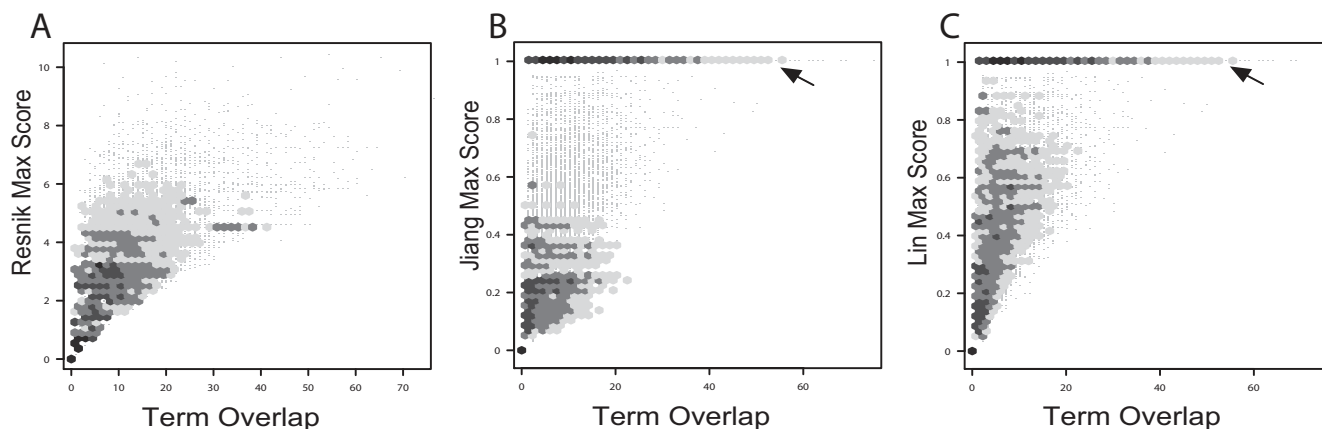 A
Resnik Max Score
10
8
6
4
2
0
0 10 20 30 40 50 60 70
Term Overlap
B
Jiang Max Score
1
0.8
0.6
0.4
0.2
0
0 20 40 60
Term Overlap
C
Lin Max Score
1
0.8
0.6
0.4
0.2
0
0 20 40 60
Term Overlap